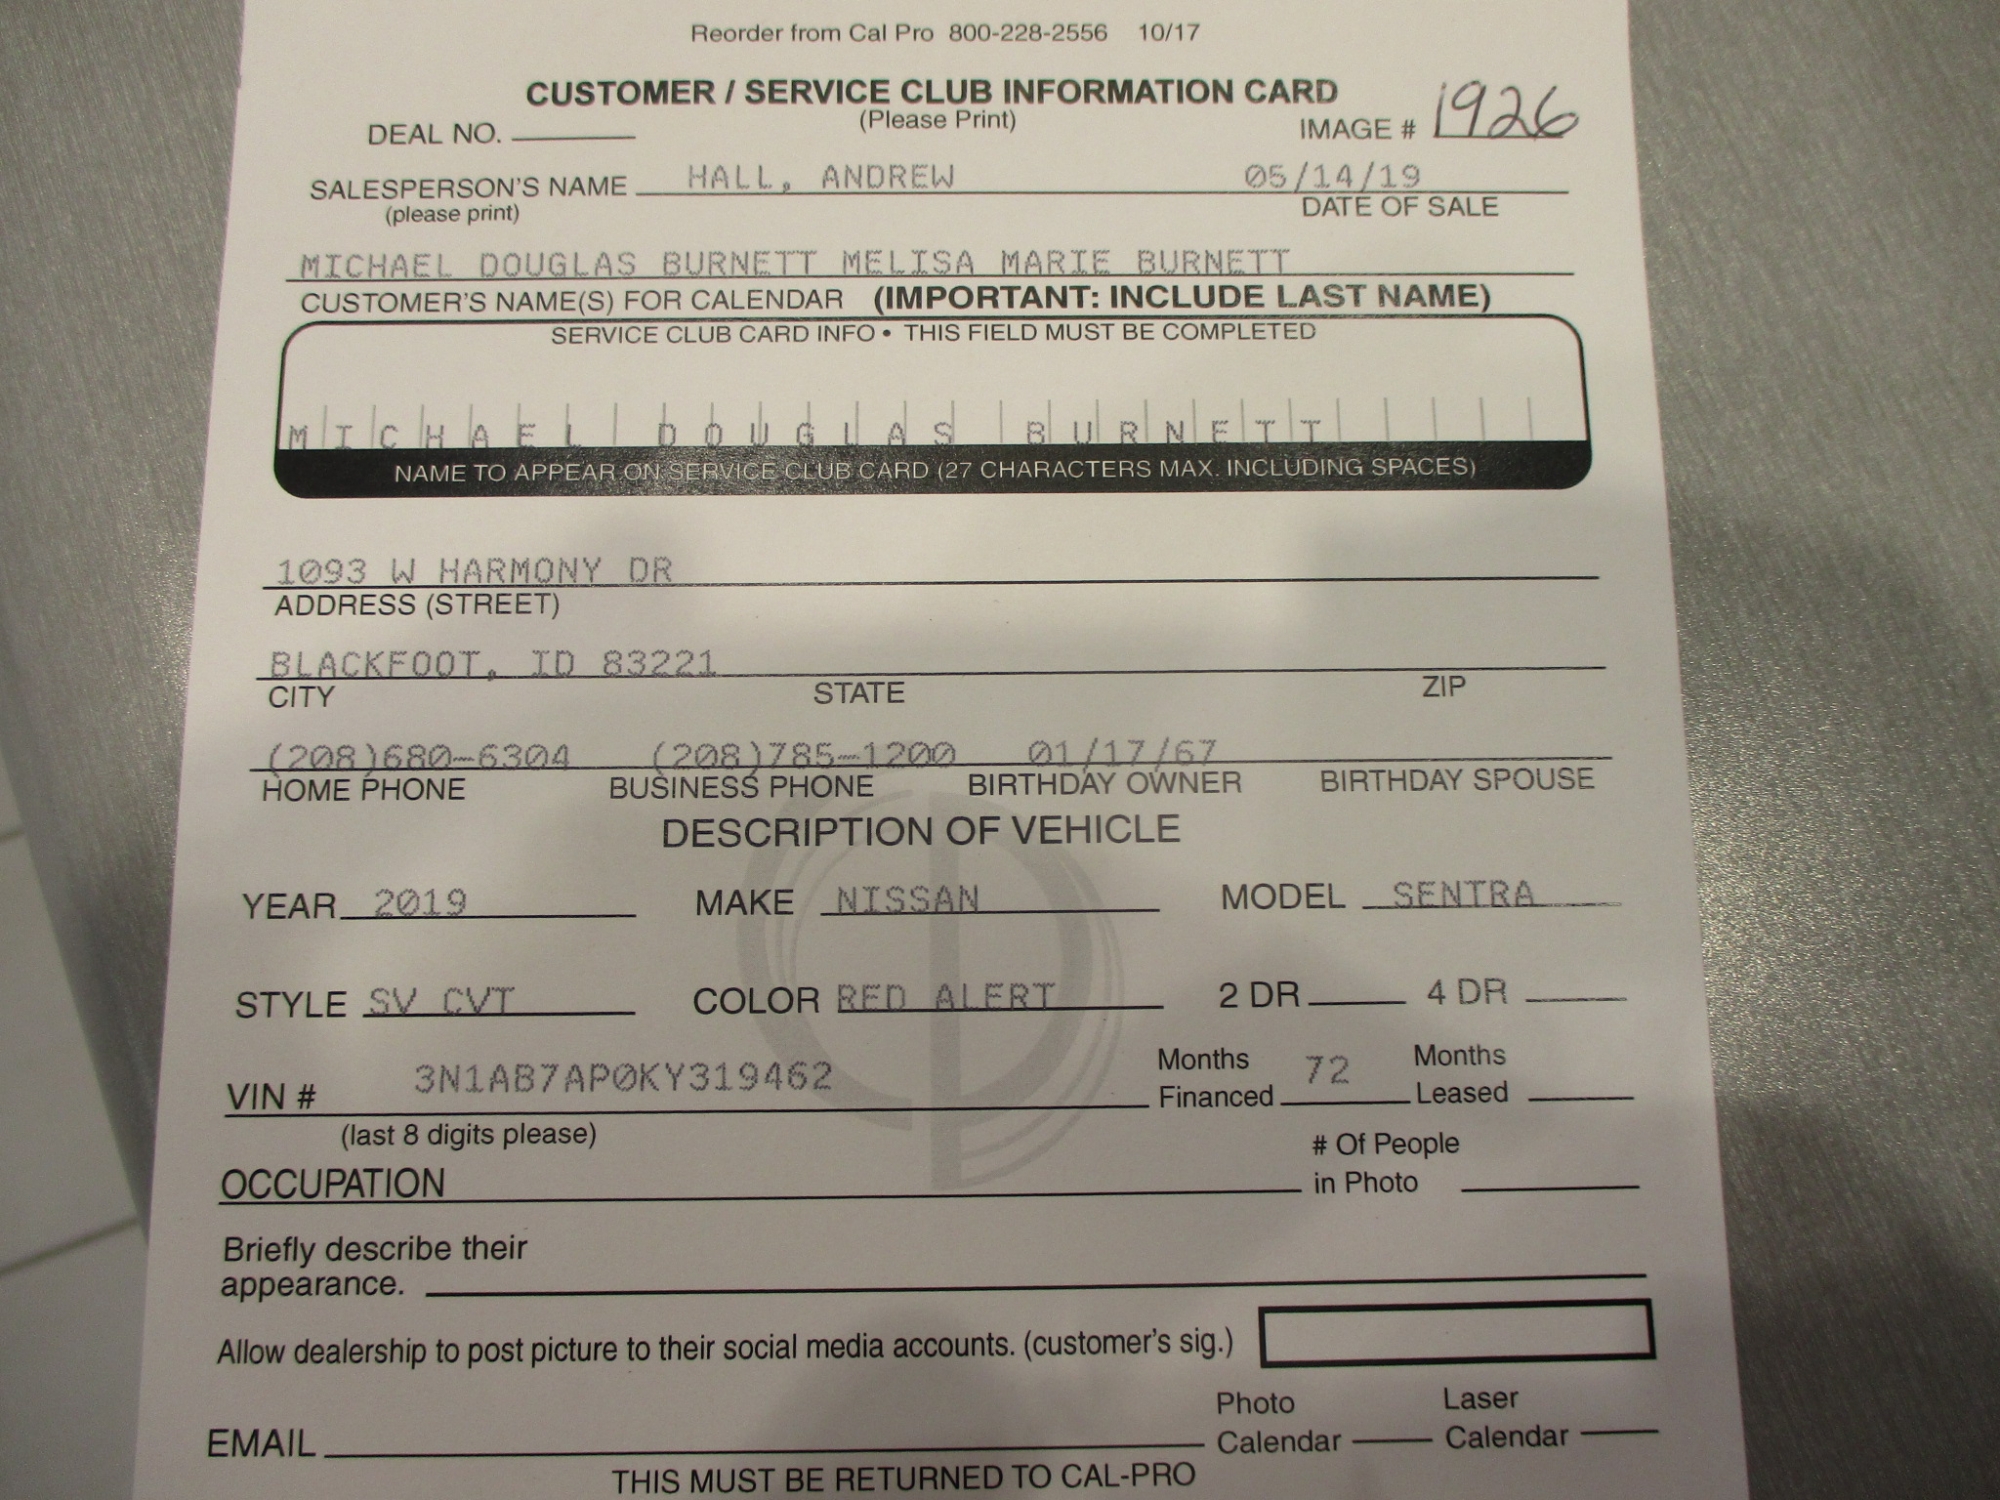 Reorder from Cal Pro 800-228-2556 10/17
CUSTOMER / SERVICE CLUB INFORMATION CARD
(Please Print)
DEAL NO. IMAGE # 1926
SALESPERSON'S NAME HALL, ANDREW 05/14/19
(please print) DATE OF SALE
MICHAEL DOUGLAS BURNETT MELISA MARIE BURNETT
CUSTOMER'S NAME(S) FOR CALENDAR (IMPORTANT: INCLUDE LAST NAME)
SERVICE CLUB CARD INFO • THIS FIELD MUST BE COMPLETED
MICHAEL DOUGLAS BURNETT
NAME TO APPEAR ON SERVICE CLUB CARD (27 CHARACTERS MAX. INCLUDING SPACES)
1093 W HARMONY DR
ADDRESS (STREET)
BLACKFOOT, ID 83221
CITY STATE ZIP
(208)680-6304 (208)785-1200 01/17/67
HOME PHONE BUSINESS PHONE BIRTHDAY OWNER BIRTHDAY SPOUSE
DESCRIPTION OF VEHICLE
YEAR 2019 MAKE NISSAN MODEL SENTRA
STYLE SV CVT COLOR RED ALERT 2 DR 4 DR
VIN # 3N1AB7AP0KY319462 Months Financed 72 Months Leased
(last 8 digits please)
OCCUPATION # Of People in Photo
Briefly describe their
appearance.
Allow dealership to post picture to their social media accounts. (customer's sig.)
EMAIL Photo Calendar Laser Calendar
THIS MUST BE RETURNED TO CAL-PRO